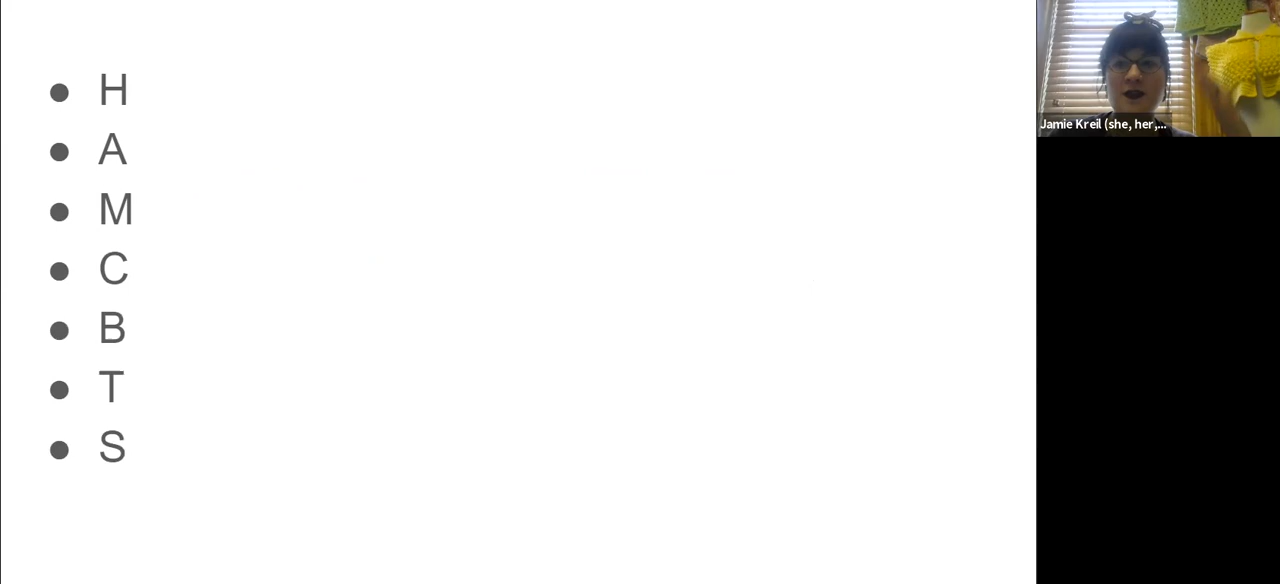 ● H
● A
● M
● C
● B
● T
● S
Jamie Kreil (she, her,...